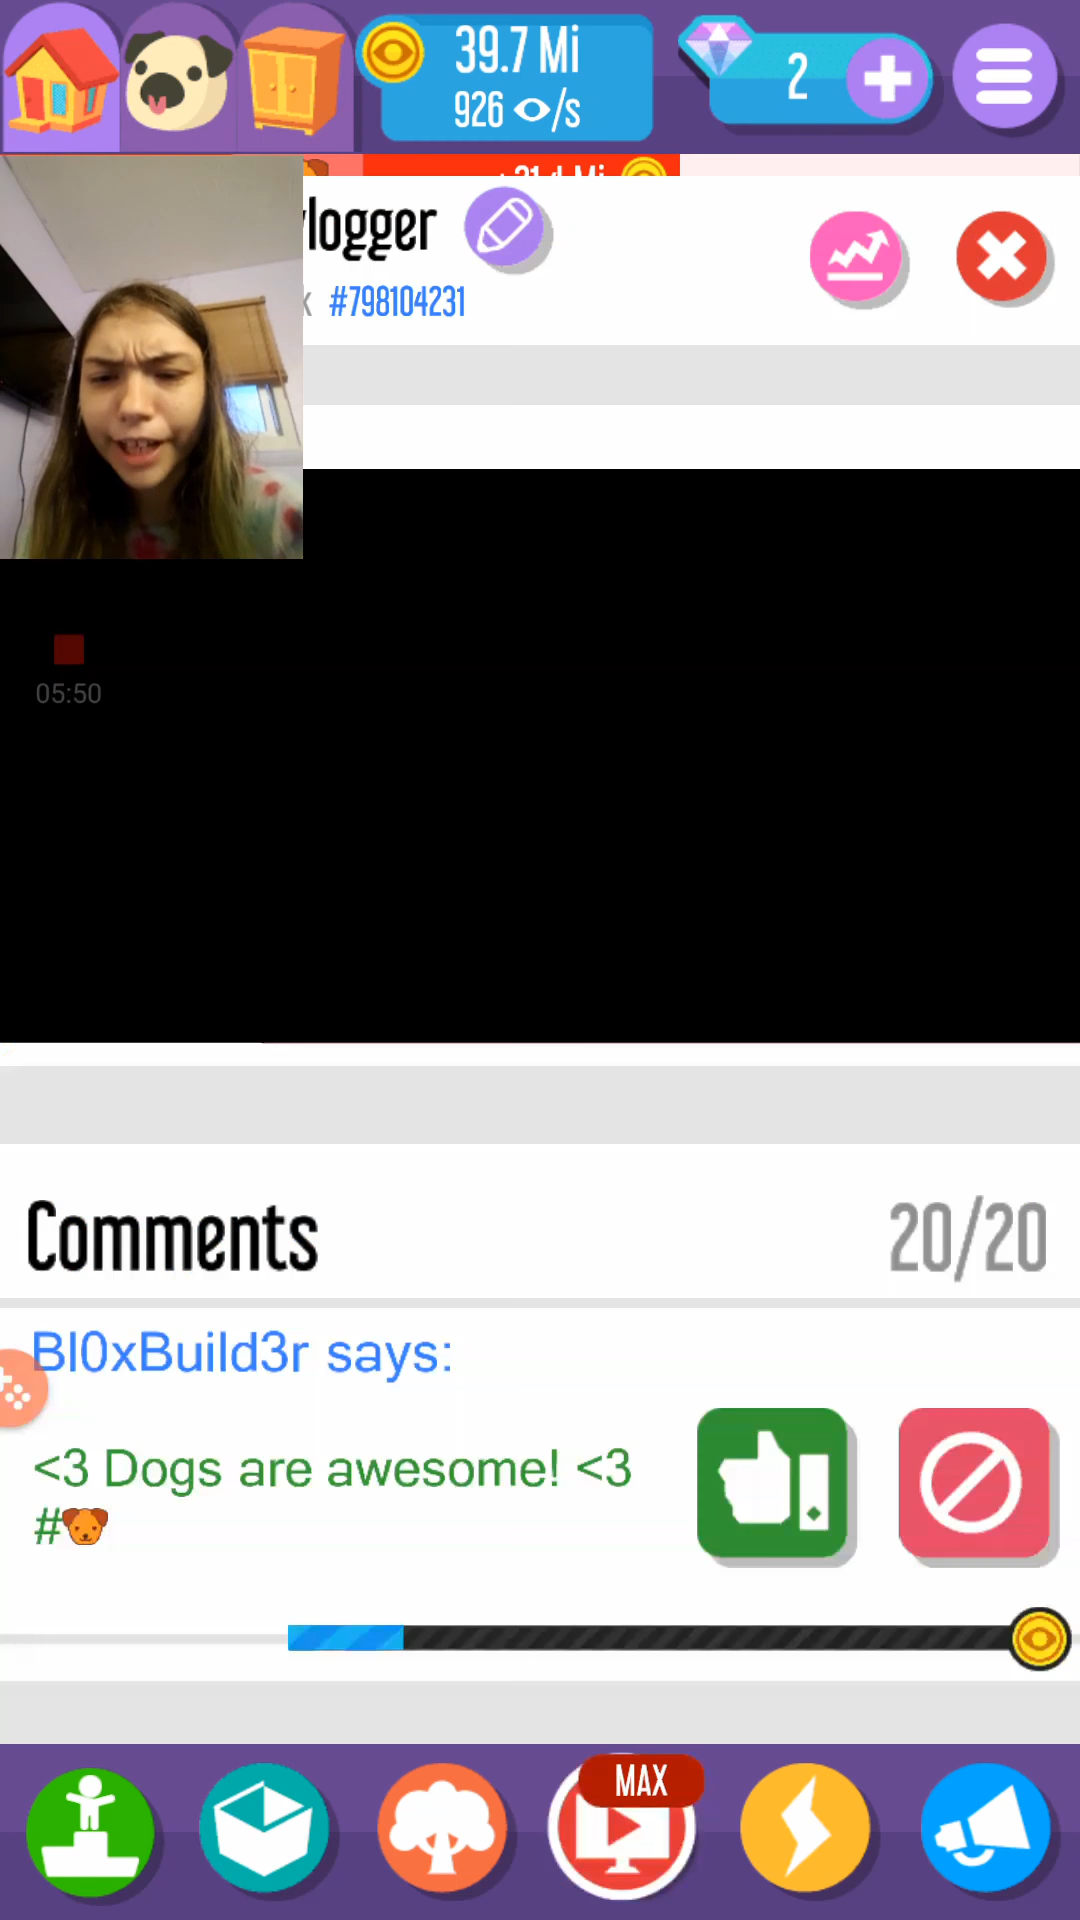 39.7 Mi
926 /s
2
logger
#798104231
05:50
Comments
20/20
Bl0xBuild3r says:
<3 Dogs are awesome! <3
#
MAX